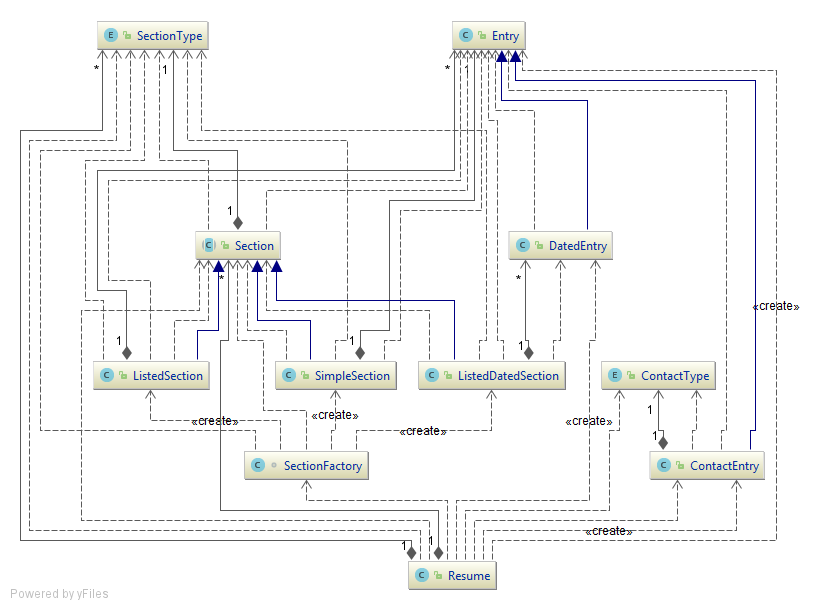 E SectionType
C Entry
* 1 * 1
1
C Section
C DatedEntry
* *
«create»
1 1 1
C ListedSection
C SimpleSection
C ListedDatedSection
E ContactType
1
«create» «create» «create» «create»
1
C SectionFactory
C ContactEntry
«create»
1 1
C Resume
Powered by yFiles